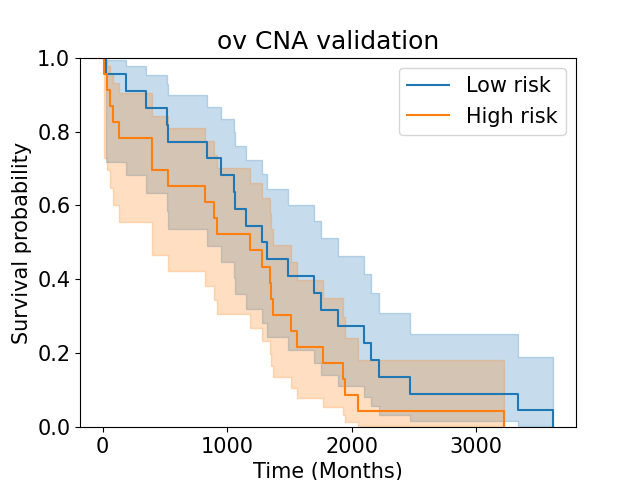 ov CNA validation
Low risk
High risk
Survival probability
1.0
0.8
0.6
0.4
0.2
0.0
0 1000 2000 3000
Time (Months)